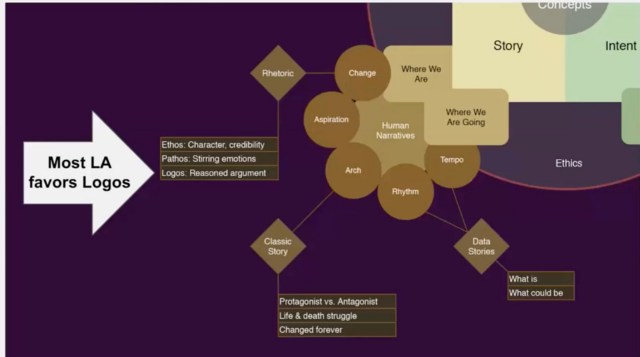 Concepts
Story
Intent
Rhetoric
Change
Where We
Are
Aspiration
Human
Narratives
Where We
Are Going
Most LA
favors Logos
Ethos: Character, credibility
Pathos: Stirring emotions
Logos: Reasoned argument
Arch
Tempo
Ethics
Rhythm
Classic
Story
Data
Stories
What is
What could be
Protagonist vs. Antagonist
Life & death struggle
Changed forever